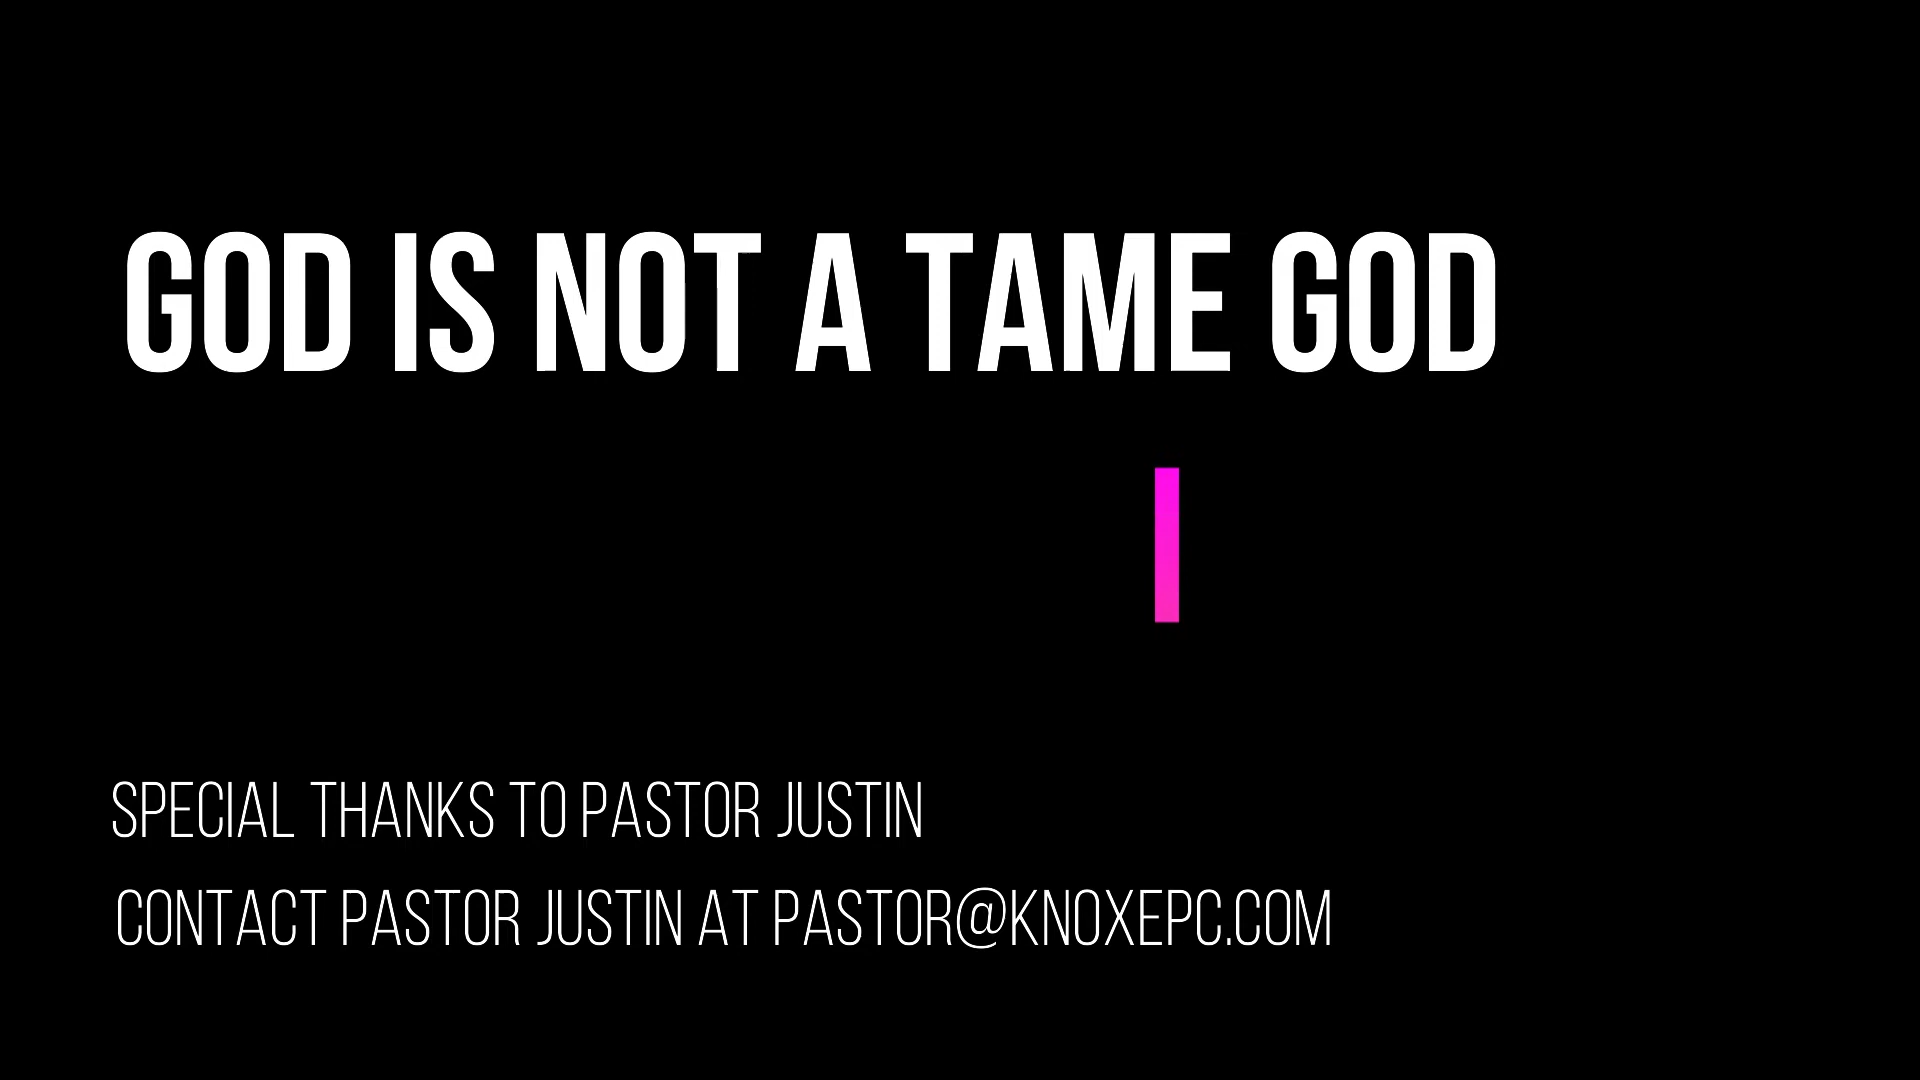 GOD IS NOT A TAME GOD
SPECIAL THANKS TO PASTOR JUSTIN
CONTACT PASTOR JUSTIN AT PASTOR@KNOXEPC.COM